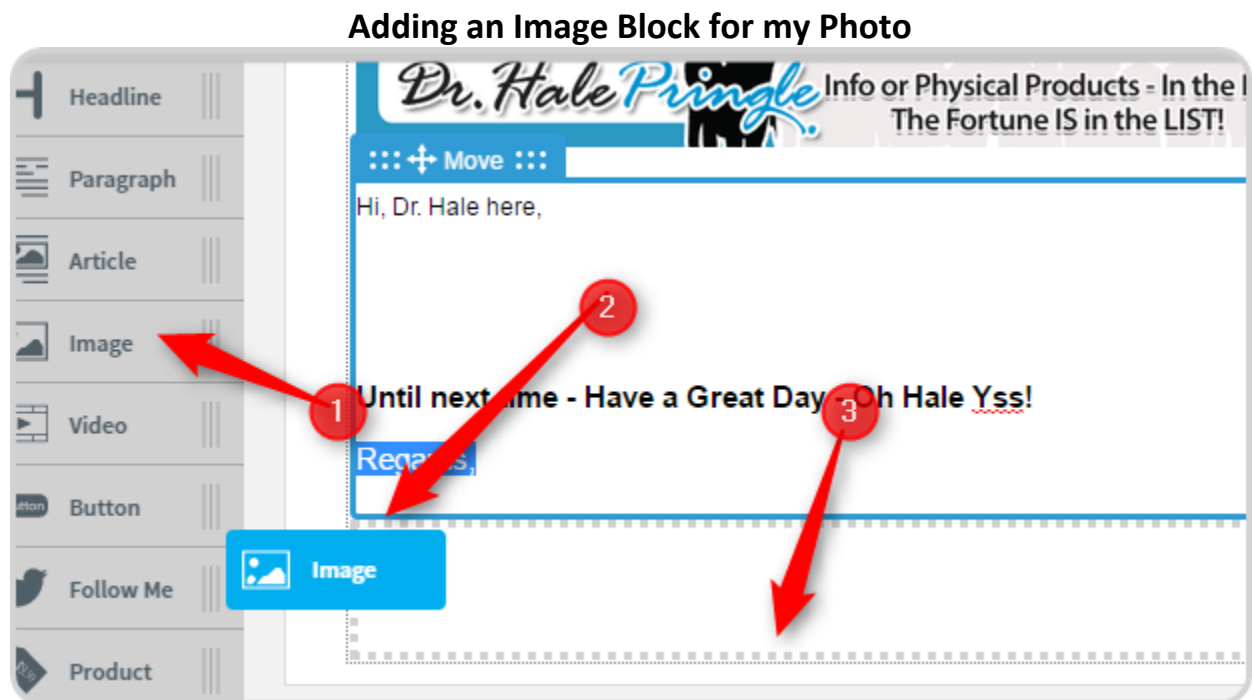 Adding an Image Block for my Photo
Dr. Hale Pringle
Info or Physical Products - In the
The Fortune IS in the LIST!
Headline
Paragraph
Article
Image
Video
Button
Follow Me
Product
Move
Hi, Dr. Hale here,
2
1
Until next time - Have a Great Day - Oh Hale Yss!
3
Regards,
Image